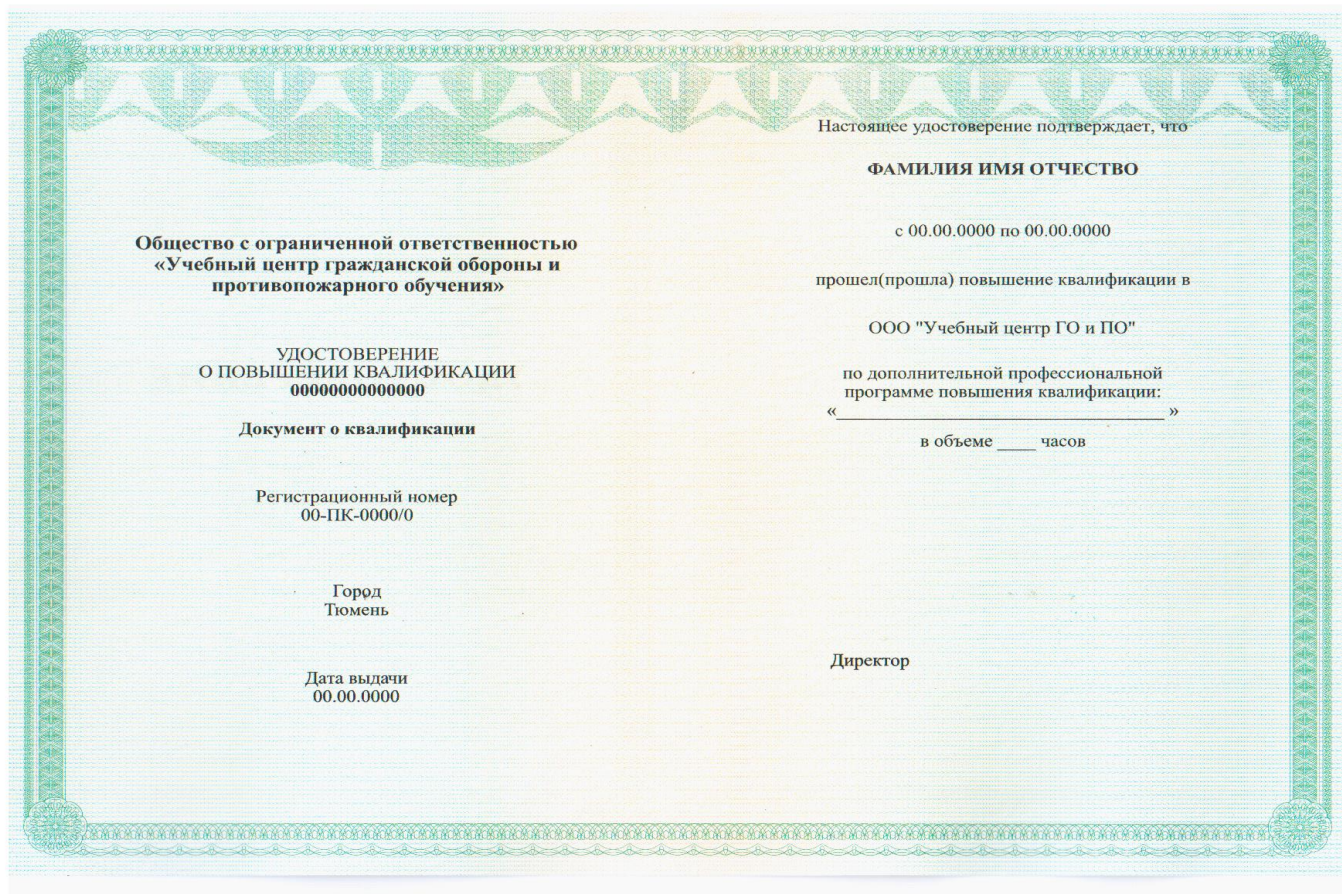 Общество с ограниченной ответственностью
«Учебный центр гражданской обороны и
противопожарного обучения»
УДОСТОВЕРЕНИЕ
О ПОВЫШЕНИИ КВАЛИФИКАЦИИ
00000000000000
Документ о квалификации
Регистрационный номер
00-ПК-0000/0
Город
Тюмень
Дата выдачи
00.00.0000
Настоящее удостоверение подтверждает, что
ФАМИЛИЯ ИМЯ ОТЧЕСТВО
с 00.00.0000 по 00.00.0000
прошел(прошла) повышение квалификации в
ООО "Учебный центр ГО и ПО"
по дополнительной профессиональной
программе повышения квалификации:
«__________________________________ »
в объеме ____ часов
Директор